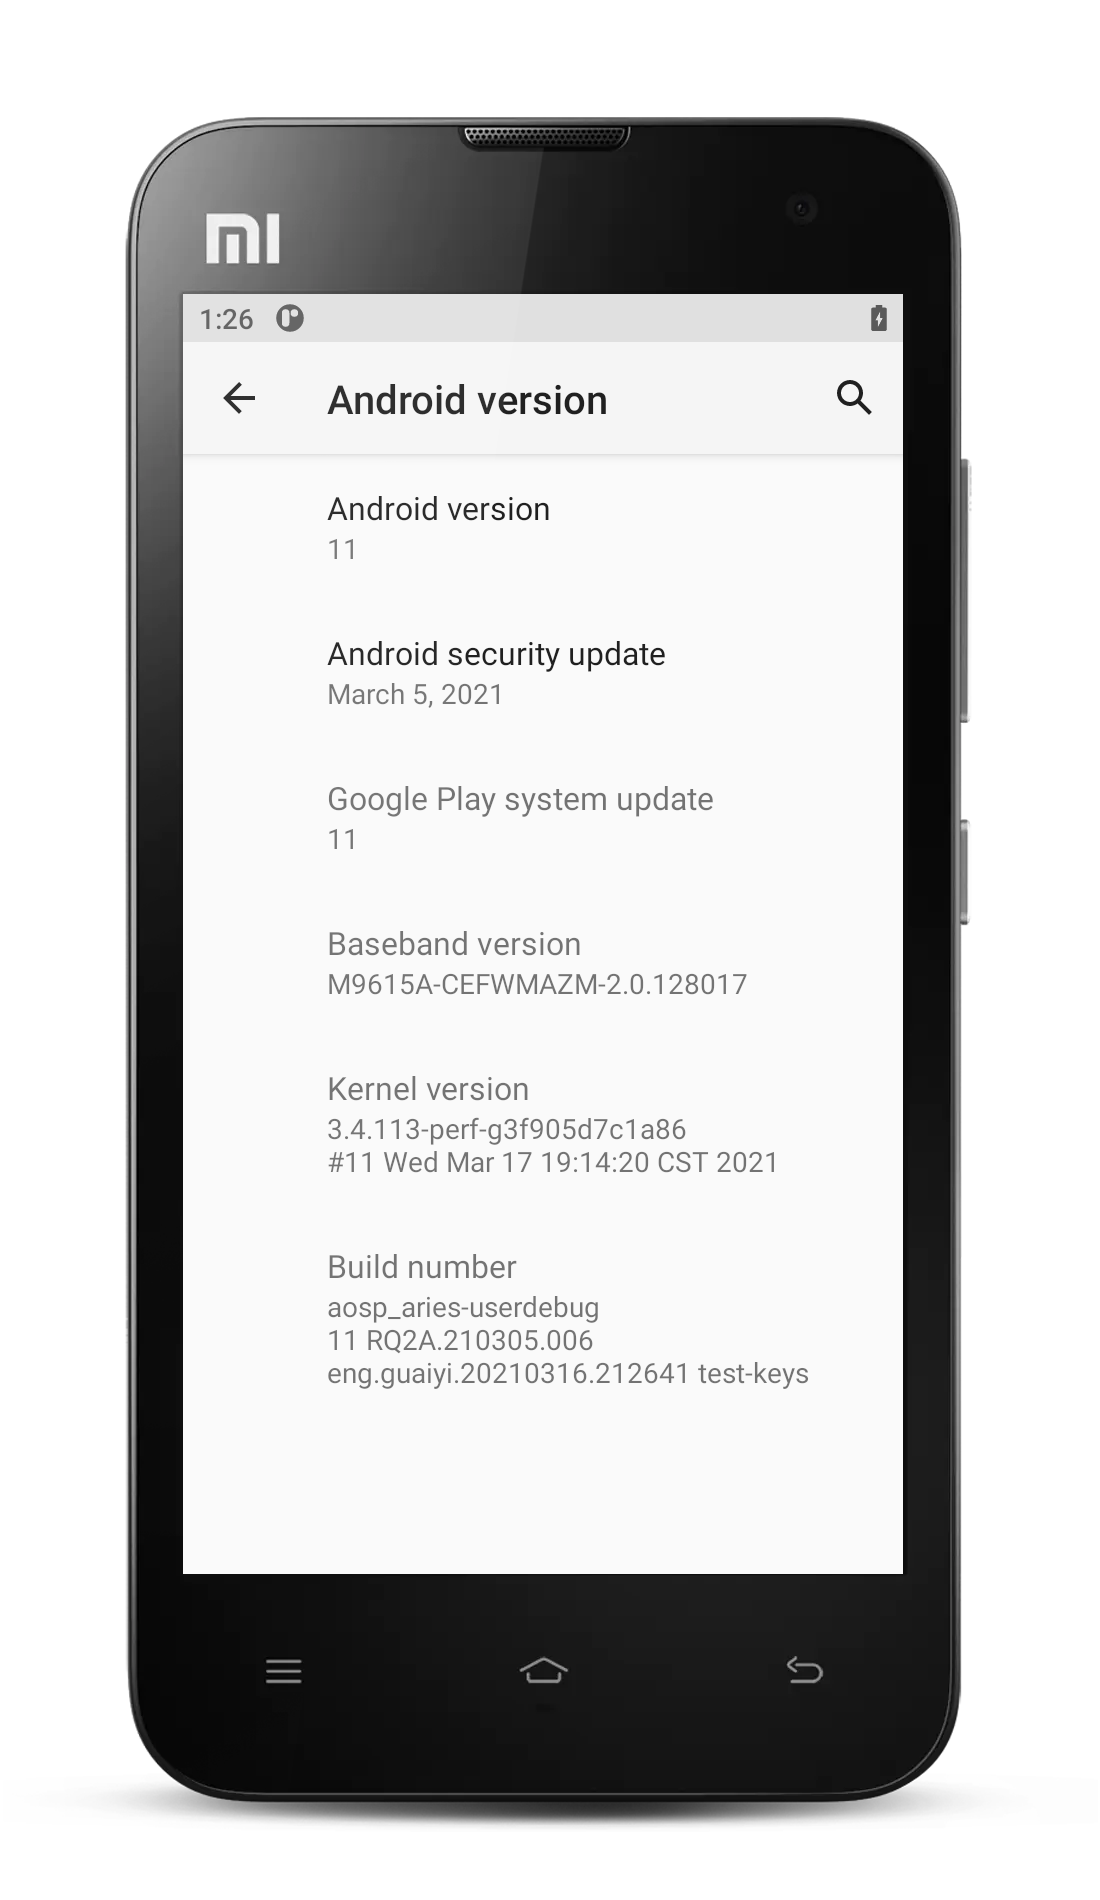 mi
1:26
Android version
Android version
11
Android security update
March 5, 2021
Google Play system update
11
Baseband version
M9615A-CEFWMAZM-2.0.128017
Kernel version
3.4.113-perf-g3f905d7c1a86
#11 Wed Mar 17 19:14:20 CST 2021
Build number
aosp_aries-userdebug
11 RQ2A.210305.006
eng.guaiyi.20210316.212641 test-keys